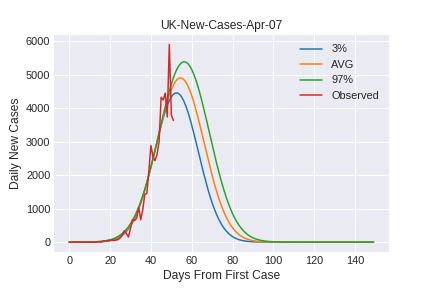 UK-New-Cases-Apr-07
6000
5000
4000
3000
2000
1000
0
Daily New Cases
3%
AVG
97%
Observed
0 20 40 60 80 100 120 140
Days From First Case